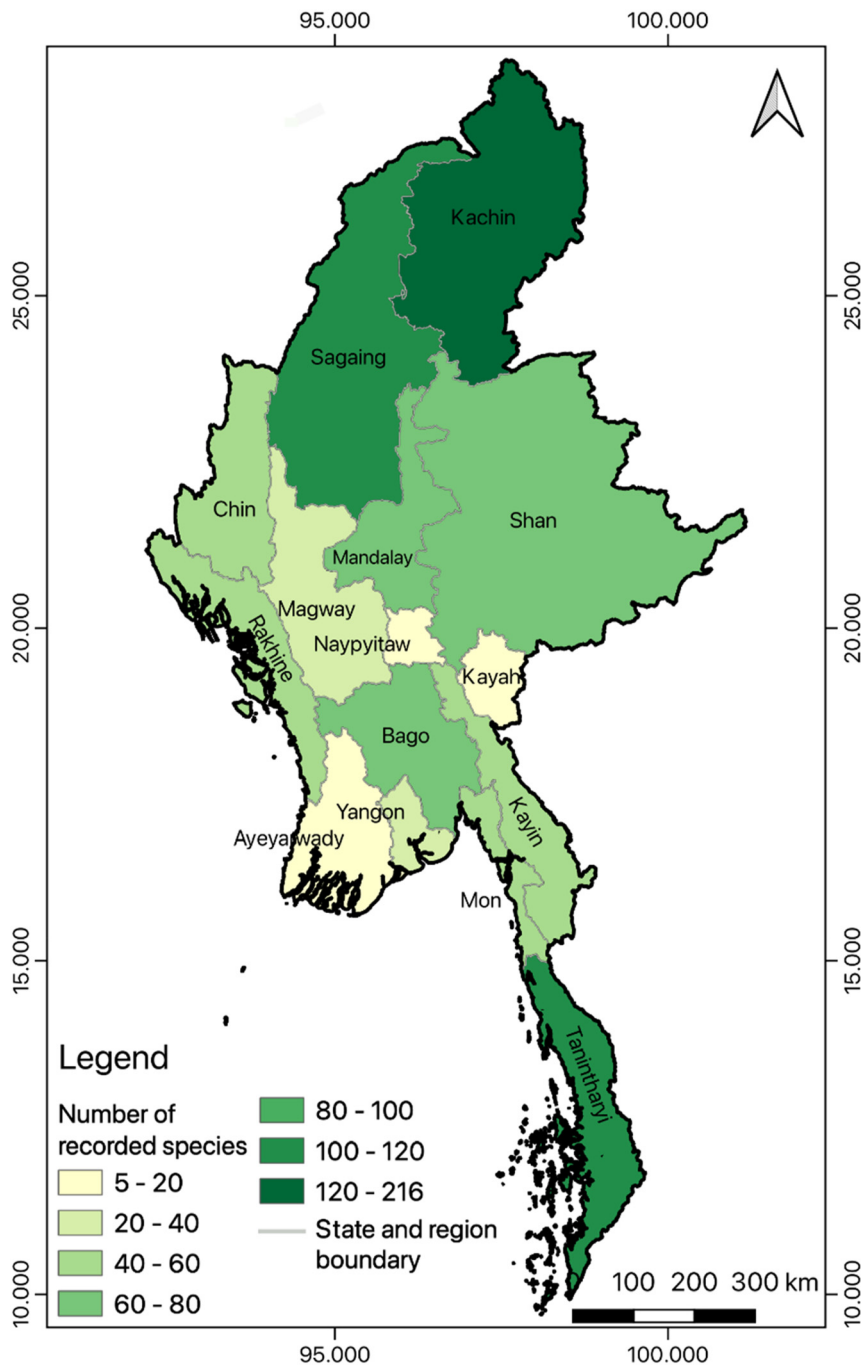 95.000
100.000
25.000
25.000
20.000
20.000
15.000
15.000
10.000
10.000
Kachin
Sagaing
Chin
Shan
Mandalay
Magway
Naypyitaw
Rakhine
Kayah
Bago
Yangon
Kayin
Ayeyarwady
Mon
Tanintharyi
Legend
Number of
recorded species
5 - 20
20 - 40
40 - 60
60 - 80
80 - 100
100 - 120
120 - 216
State and region
boundary
100 200 300 km
95.000
100.000